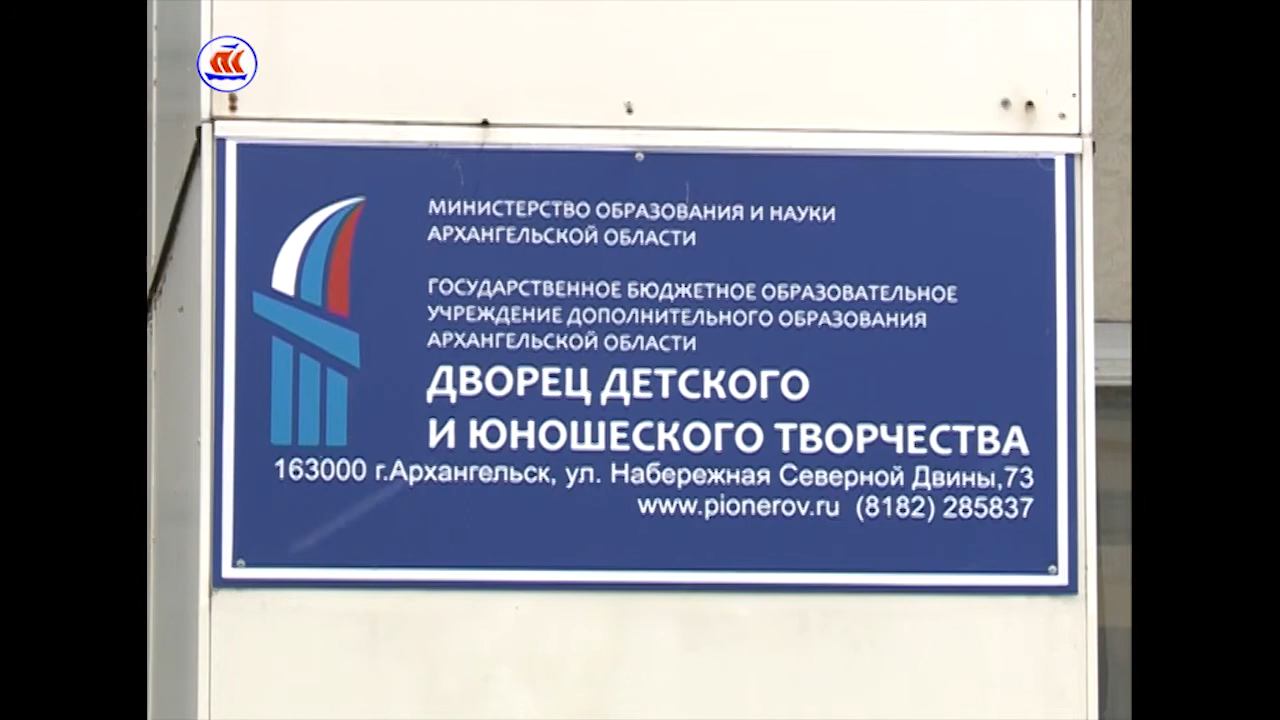 МИНИСТЕРСТВО ОБРАЗОВАНИЯ И НАУКИ
АРХАНГЕЛЬСКОЙ ОБЛАСТИ
ГОСУДАРСТВЕННОЕ БЮДЖЕТНОЕ ОБРАЗОВАТЕЛЬНОЕ
УЧРЕЖДЕНИЕ ДОПОЛНИТЕЛЬНОГО ОБРАЗОВАНИЯ
АРХАНГЕЛЬСКОЙ ОБЛАСТИ
ДВОРЕЦ ДЕТСКОГО
И ЮНОШЕСКОГО ТВОРЧЕСТВА
163000 г.Архангельск, ул. Набережная Северной Двины,73
www.pionerov.ru (8182) 285837